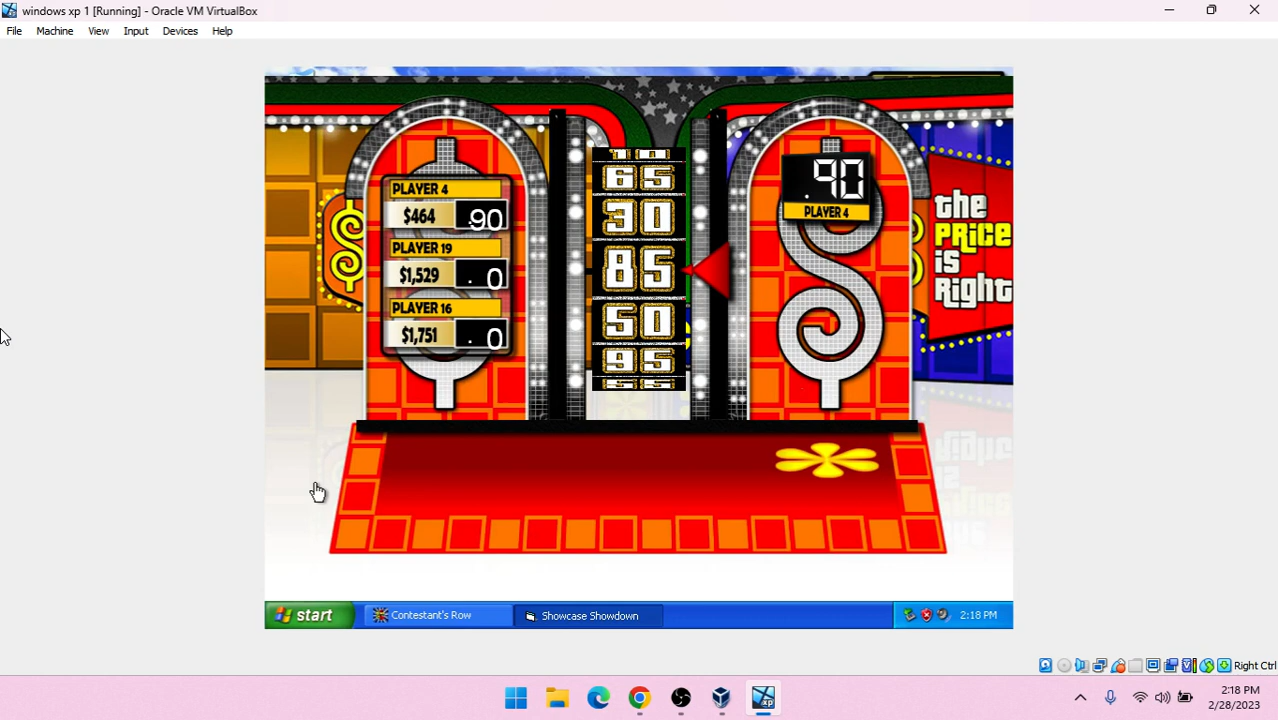 windows xp 1 [Running] - Oracle VM VirtualBox
File Machine View Input Devices Help
PLAYER 4
$464 .90
PLAYER 19
$1,529 . 0
PLAYER 16
$1,751 . 0
65
30
85
50
95
55
.90
PLAYER 4
the
PRICE
is
Right
start Contestant's Row Showcase Showdown 2:18 PM
Right Ctrl
2:18 PM
2/28/2023